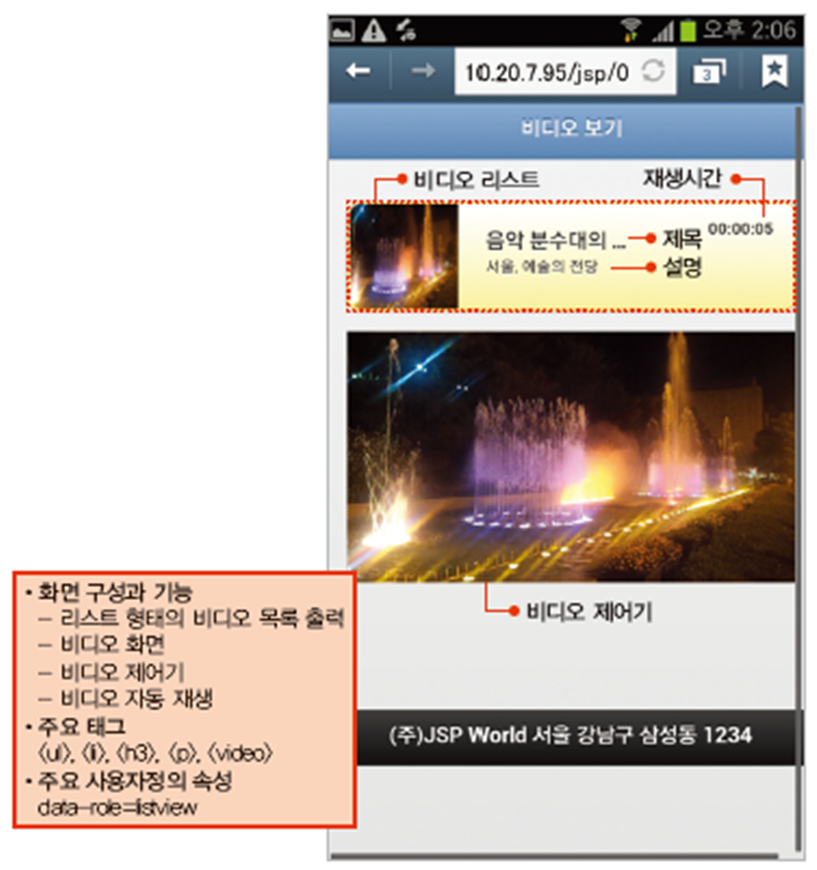 오후 2:06
10.20.7.95/jsp/0
3
비디오 보기
비디오 리스트
재생시간
00:00:05
음악 분수대의 ...
제목
서울, 예술의 전당
설명
비디오 제어기
• 화면 구성과 기능
– 리스트 형태의 비디오 목록 출력
– 비디오 화면
– 비디오 제어기
– 비디오 자동 재생
• 주요 태그
〈ul〉, 〈li〉, 〈h3〉, 〈p〉, 〈video〉
• 주요 사용자정의 속성
data-role=listview
(주)JSP World 서울 강남구 삼성동 1234